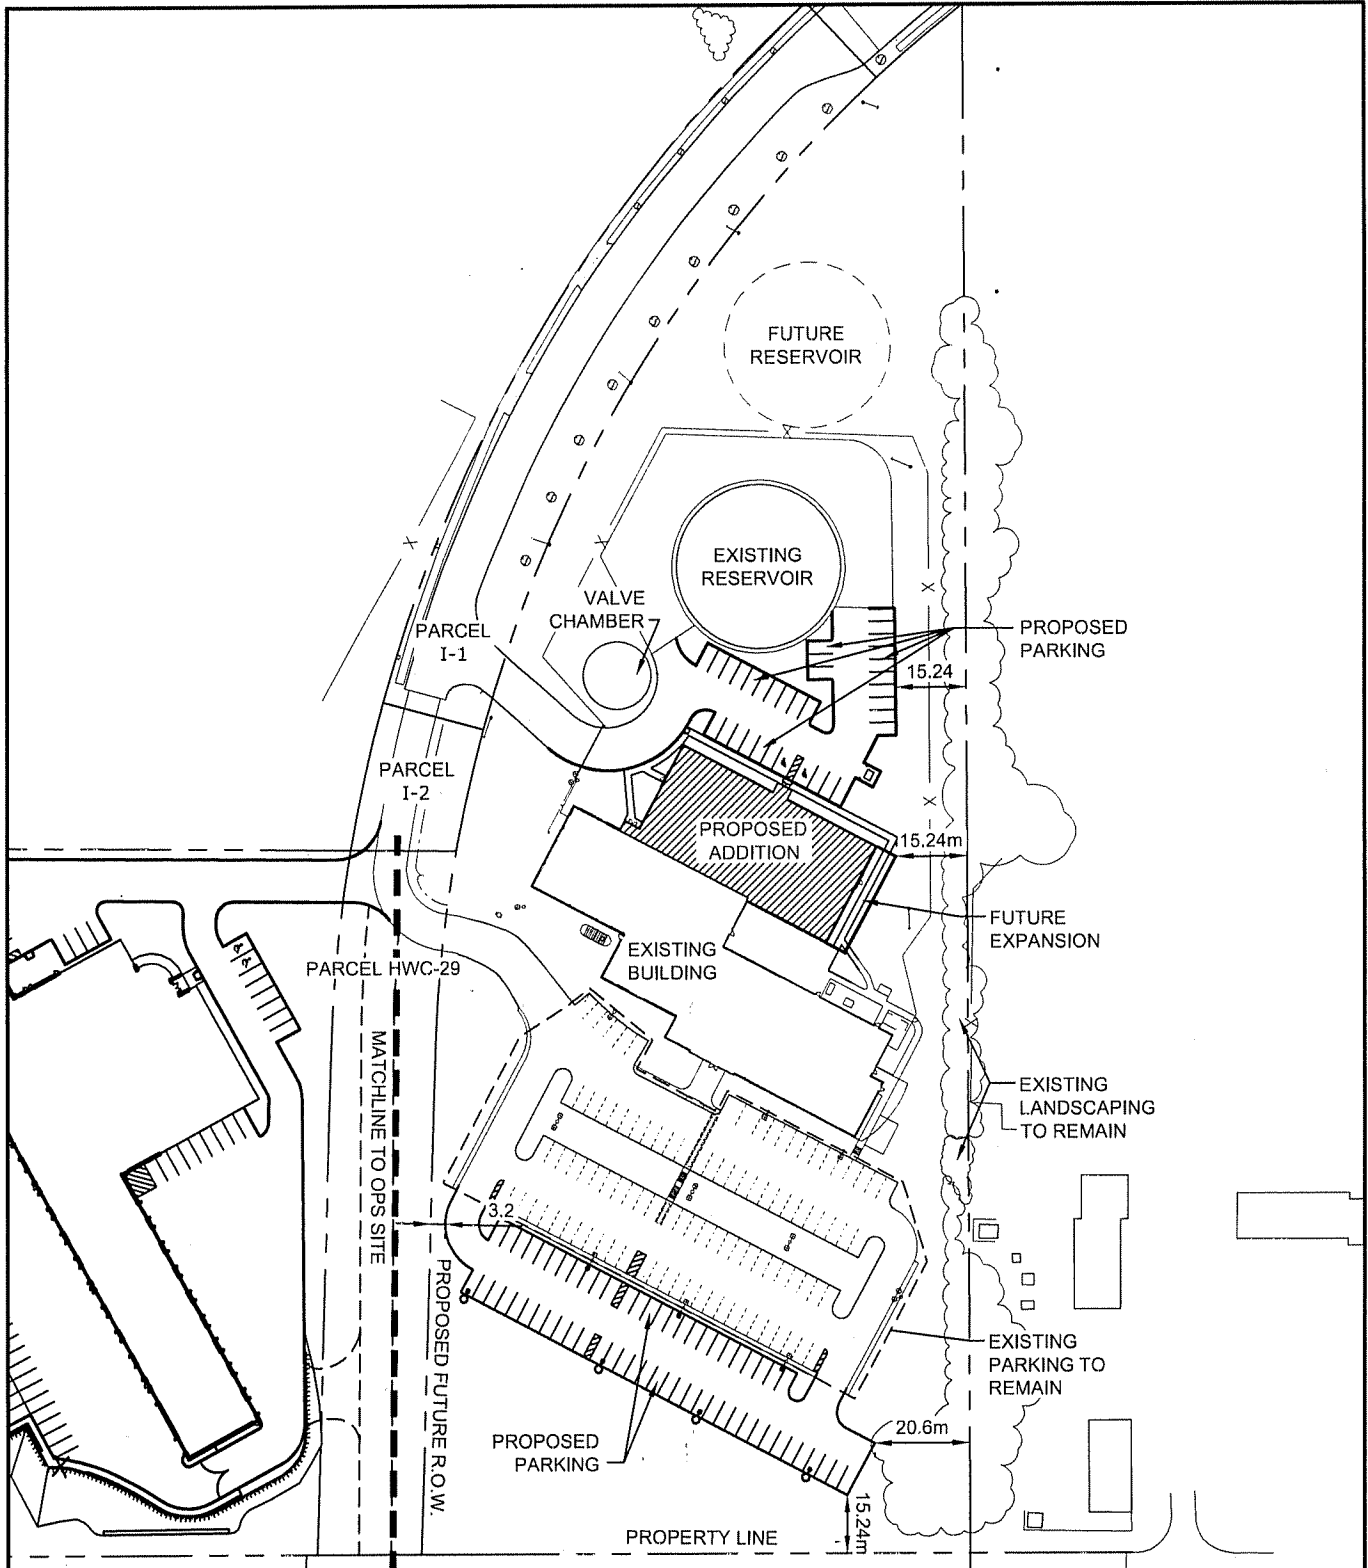 FUTURE
RESERVOIR
EXISTING
RESERVOIR
VALVE
CHAMBER
PARCEL
I-1
PROPOSED
PARKING
15.24
PARCEL
I-2
PROPOSED
ADDITION
15.24m
FUTURE
EXPANSION
EXISTING
BUILDING
PARCEL HWC-29
MATCHLINE TO OPS SITE
EXISTING
LANDSCAPING
TO REMAIN
3.2
PROPOSED FUTURE R.O.W.
EXISTING
PARKING TO
REMAIN
20.6m
PROPOSED
PARKING
15.24m
PROPERTY LINE